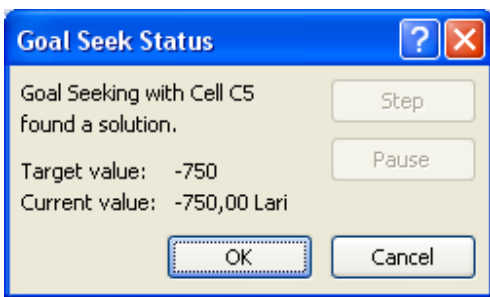 Goal Seek Status
Goal Seeking with Cell C5
found a solution.
Step
Pause
Target value: -750
Current value: -750,00 Lari
OK
Cancel